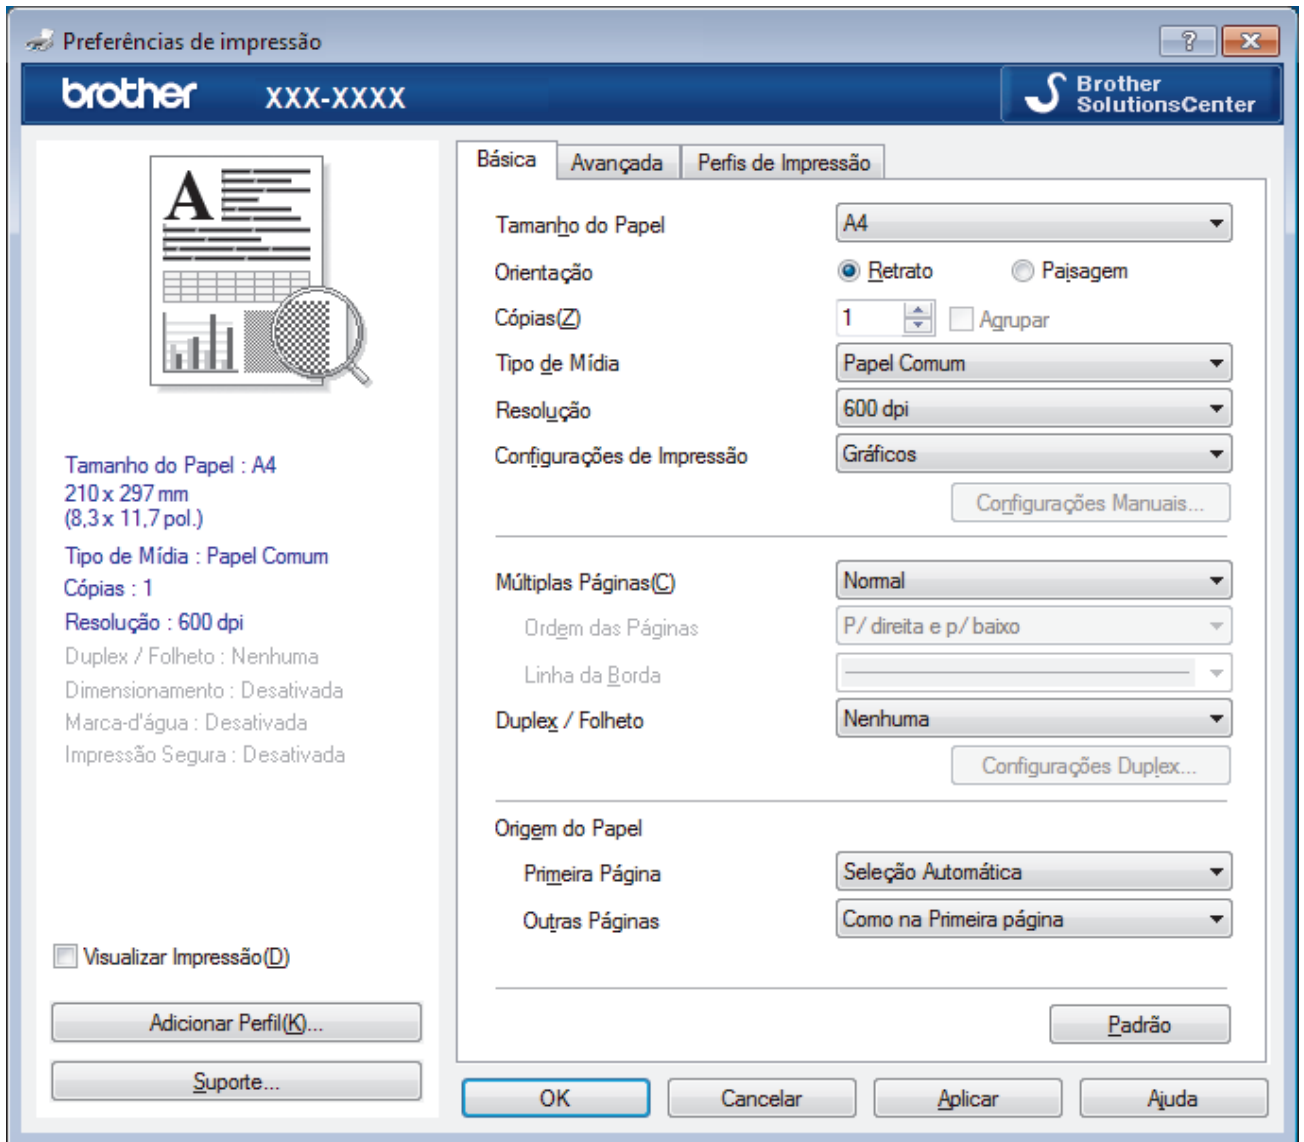 Preferências de impressão
brother XXX-XXXX
Brother
SolutionsCenter
A
Tamanho do Papel : A4
210 x 297 mm
(8,3 x 11,7 pol.)
Tipo de Mídia : Papel Comum
Cópias : 1
Resolução : 600 dpi
Duplex / Folheto : Nenhuma
Dimensionamento : Desativada
Marca-d'água : Desativada
Impressão Segura : Desativada
Visualizar Impressão(D)
Adicionar Perfil(K)...
Suporte...
Básica Avançada Perfis de Impressão
Tamanho do Papel A4
Orientação Retrato Paisagem
Cópias(Z) 1 Agrupar
Tipo de Mídia Papel Comum
Resolução 600 dpi
Configurações de Impressão Gráficos
Configurações Manuais...
Múltiplas Páginas(C) Normal
Ordem das Páginas P/ direita e p/ baixo
Linha da Borda
Duplex / Folheto Nenhuma
Configurações Duplex...
Origem do Papel
Primeira Página Seleção Automática
Outras Páginas Como na Primeira página
Padrão
OK Cancelar Aplicar Ajuda